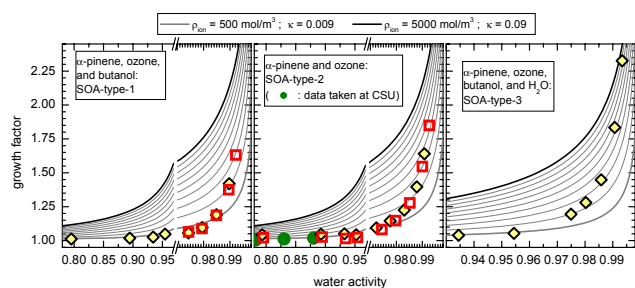 ρion = 500 mol/m³ ; κ = 0.009 ρion = 5000 mol/m³ ; κ = 0.09
growth factor
2.25
2.00
1.75
1.50
1.25
1.00
α-pinene, ozone,
and butanol:
SOA-type-1
α-pinene and ozone:
SOA-type-2
( : data taken at CSU)
α-pinene, ozone,
butanol, and H₂O:
SOA-type-3
0.80 0.85 0.90 0.95 0.98 0.99 0.80 0.85 0.90 0.95 0.98 0.99 0.94 0.95 0.96 0.97 0.98 0.99
water activity